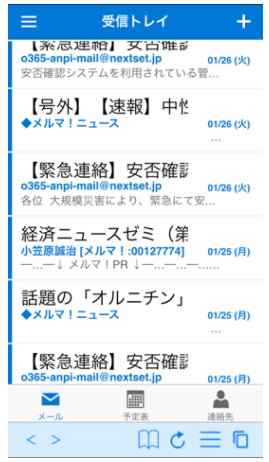 受信トレイ
【緊急連絡】安否確認
o365-anpi-mail@nextset.jp 01/26 (火)
安否確認システムを利用されている管...
【号外】【速報】中性
◆メルマ！ニュース 01/26 (火)
...
【緊急連絡】安否確認
o365-anpi-mail@nextset.jp 01/26 (火)
各位 大規模災害により、緊急にて安...
経済ニュースゼミ（第
小笠原誠治 [メルマ！:00127774] 01/25 (月)
―…―↓ メルマ！PR ↓―…―…―……
話題の「オルニチン」
◆メルマ！ニュース 01/25 (月)
...
【緊急連絡】安否確認
o365-anpi-mail@nextset.jp 01/25 (月)
メール 予定表 連絡先